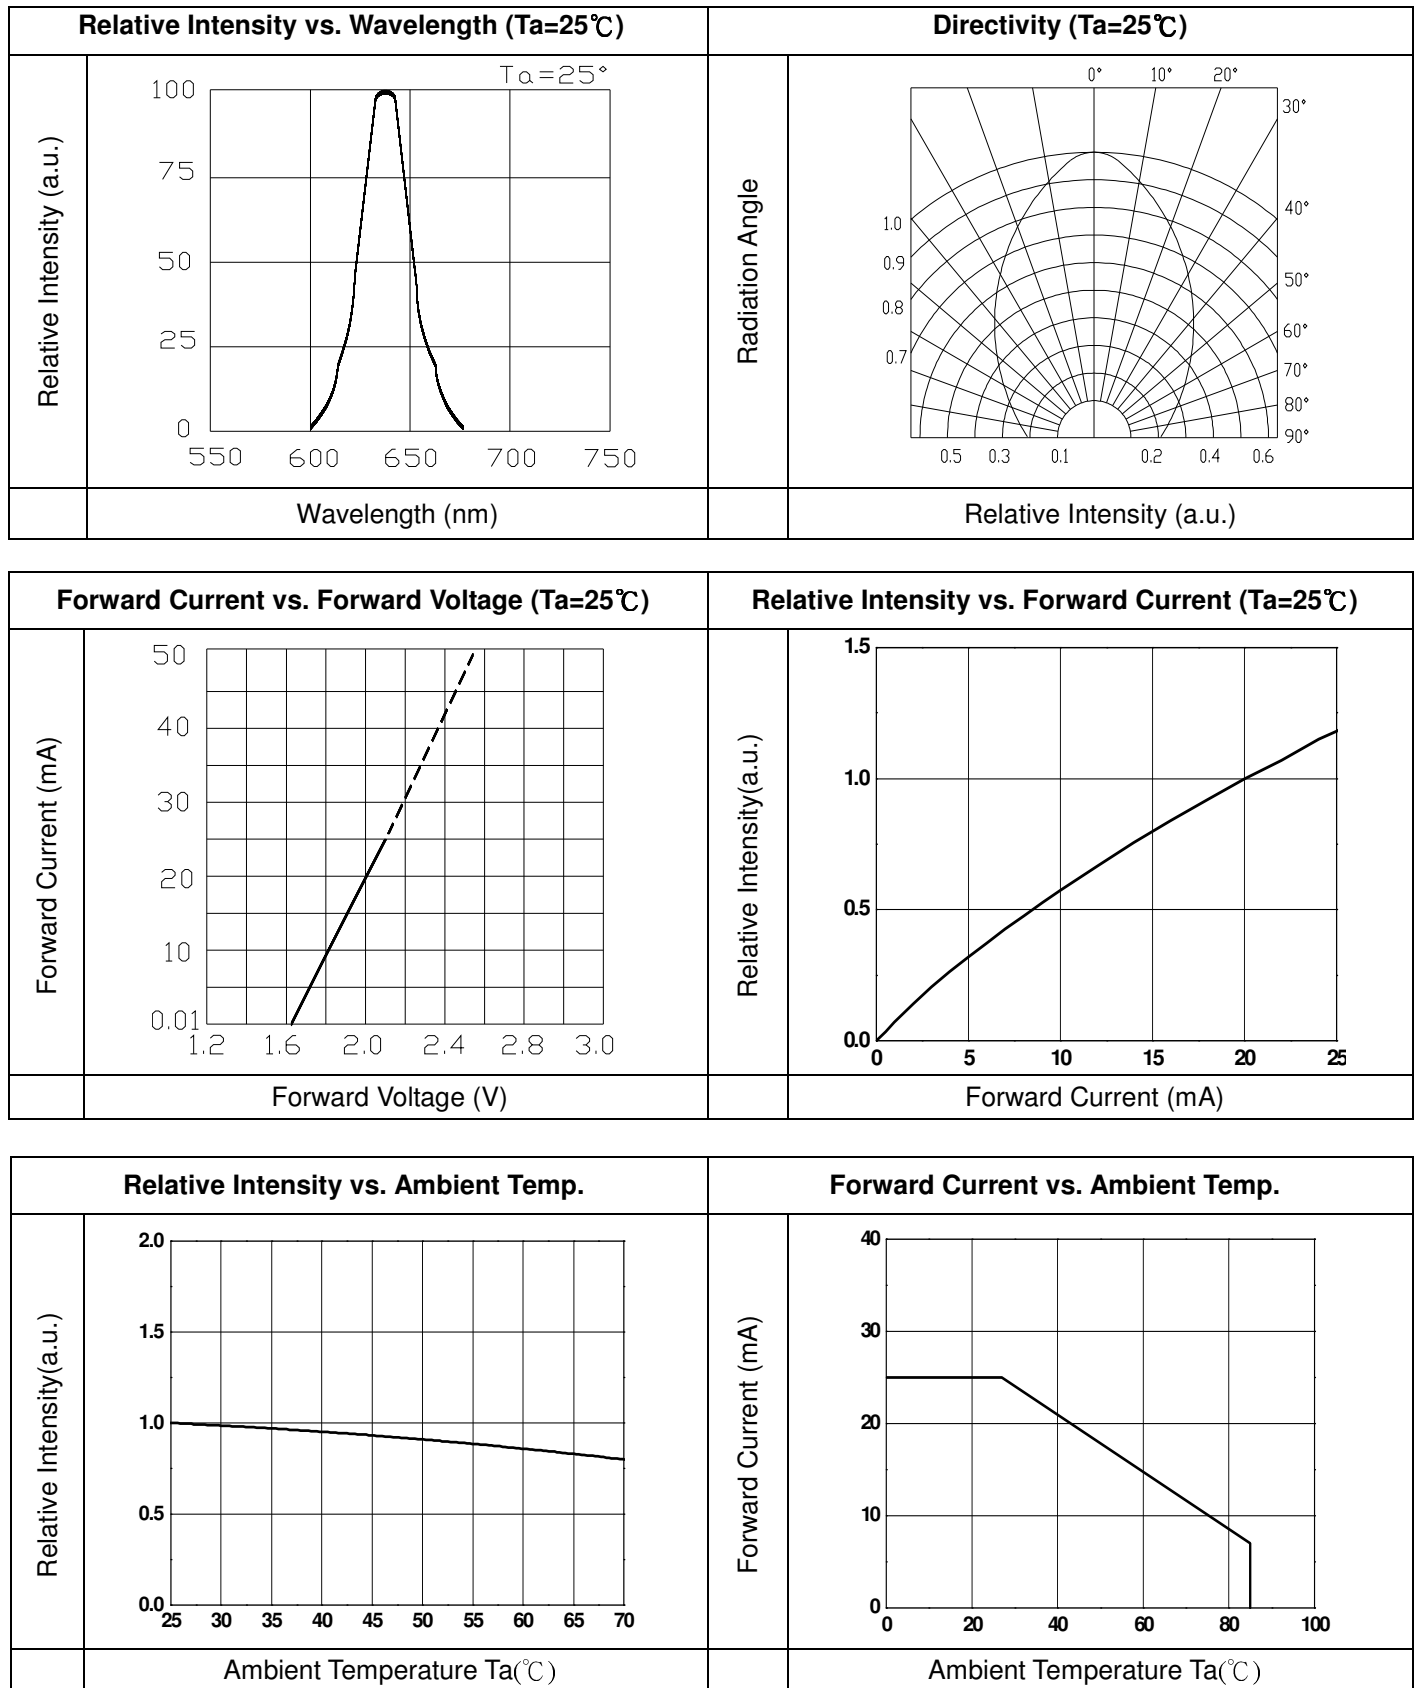 Relative Intensity vs. Wavelength (Ta=25℃)
Directivity (Ta=25℃)
Relative Intensity (a.u.)
Ta=25°
100
75
50
25
0
550 600 650 700 750
Wavelength (nm)
Radiation Angle
0° 10° 20°
30°
40°
50°
60°
70°
80°
90°
1.0
0.9
0.8
0.7
0.5 0.3 0.1 0.2 0.4 0.6
Relative Intensity (a.u.)
Forward Current vs. Forward Voltage (Ta=25℃)
Relative Intensity vs. Forward Current (Ta=25℃)
Forward Current (mA)
50
40
30
20
10
0.01
1.2 1.6 2.0 2.4 2.8 3.0
Forward Voltage (V)
Relative Intensity(a.u.)
1.5
1.0
0.5
0.0
0 5 10 15 20 25
Forward Current (mA)
Relative Intensity vs. Ambient Temp.
Forward Current vs. Ambient Temp.
Relative Intensity(a.u.)
2.0
1.5
1.0
0.5
0.0
25 30 35 40 45 50 55 60 65 70
Ambient Temperature Ta(℃)
Forward Current (mA)
40
30
20
10
0
0 20 40 60 80 100
Ambient Temperature Ta(℃)